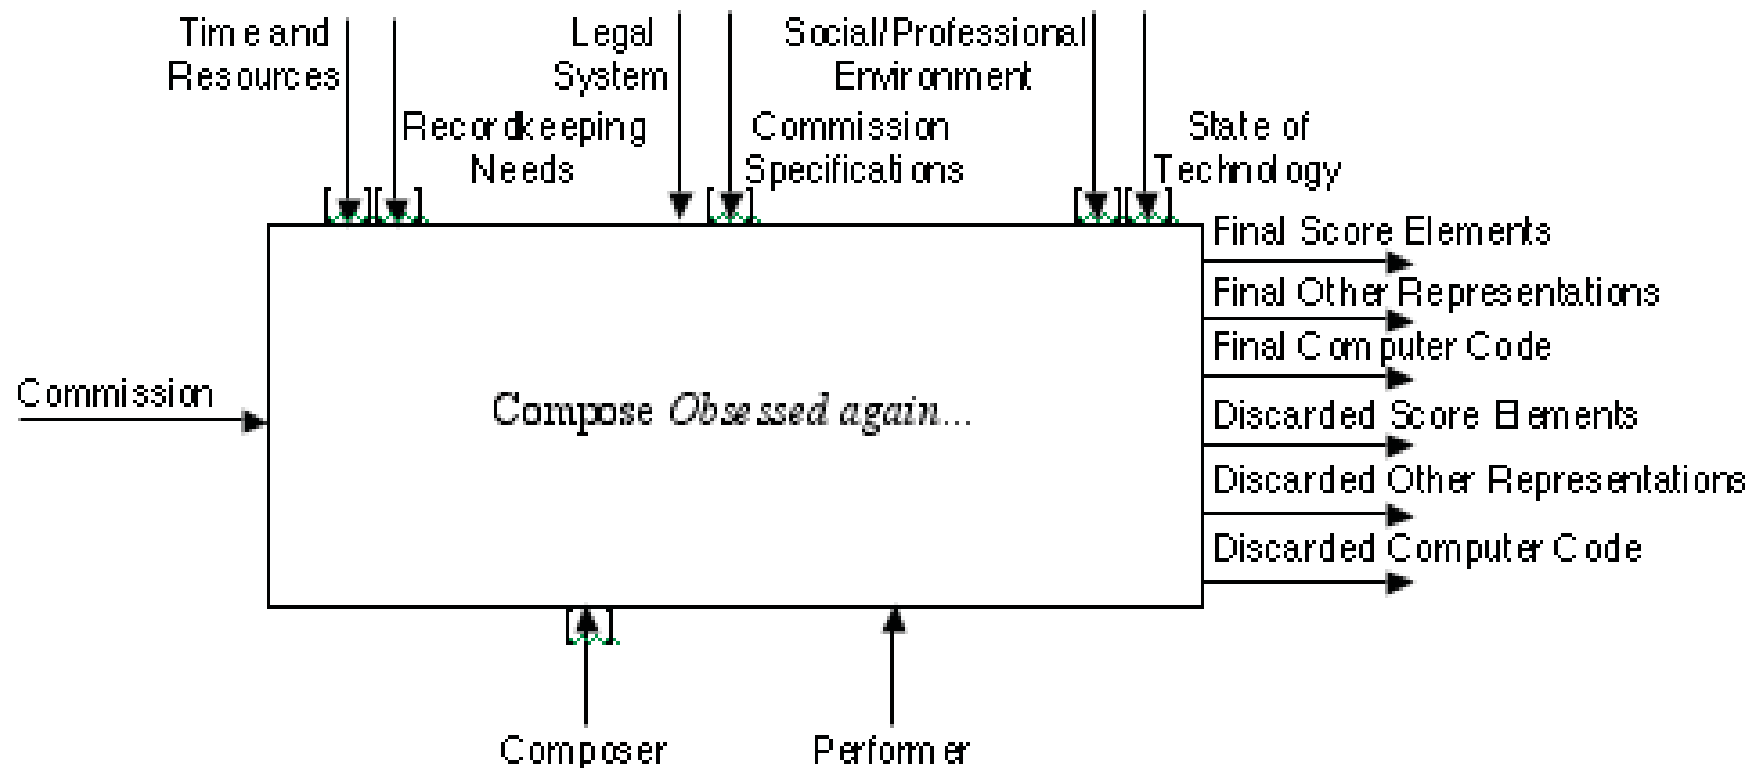 Time and
Resources
Legal
System
Social/Professional
Environment
Recordkeeping
Needs
Commission
Specifications
State of
Technology
Final Score Elements
Final Other Representations
Final Computer Code
Commission
Compose Obsessed again...
Discarded Score Elements
Discarded Other Representations
Discarded Computer Code
Composer
Performer